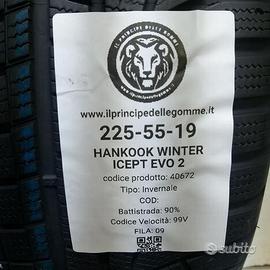 IL PRINCIPE DELLE GOMME
www.ilprincipedellegomme.it
225-55-19
HANKOOK WINTER
ICEPT EVO 2
codice prodotto: 40672
Tipo: Invernale
COD:
Battistrada: 90%
Codice Velocità: 99V
FILA: 09
subito